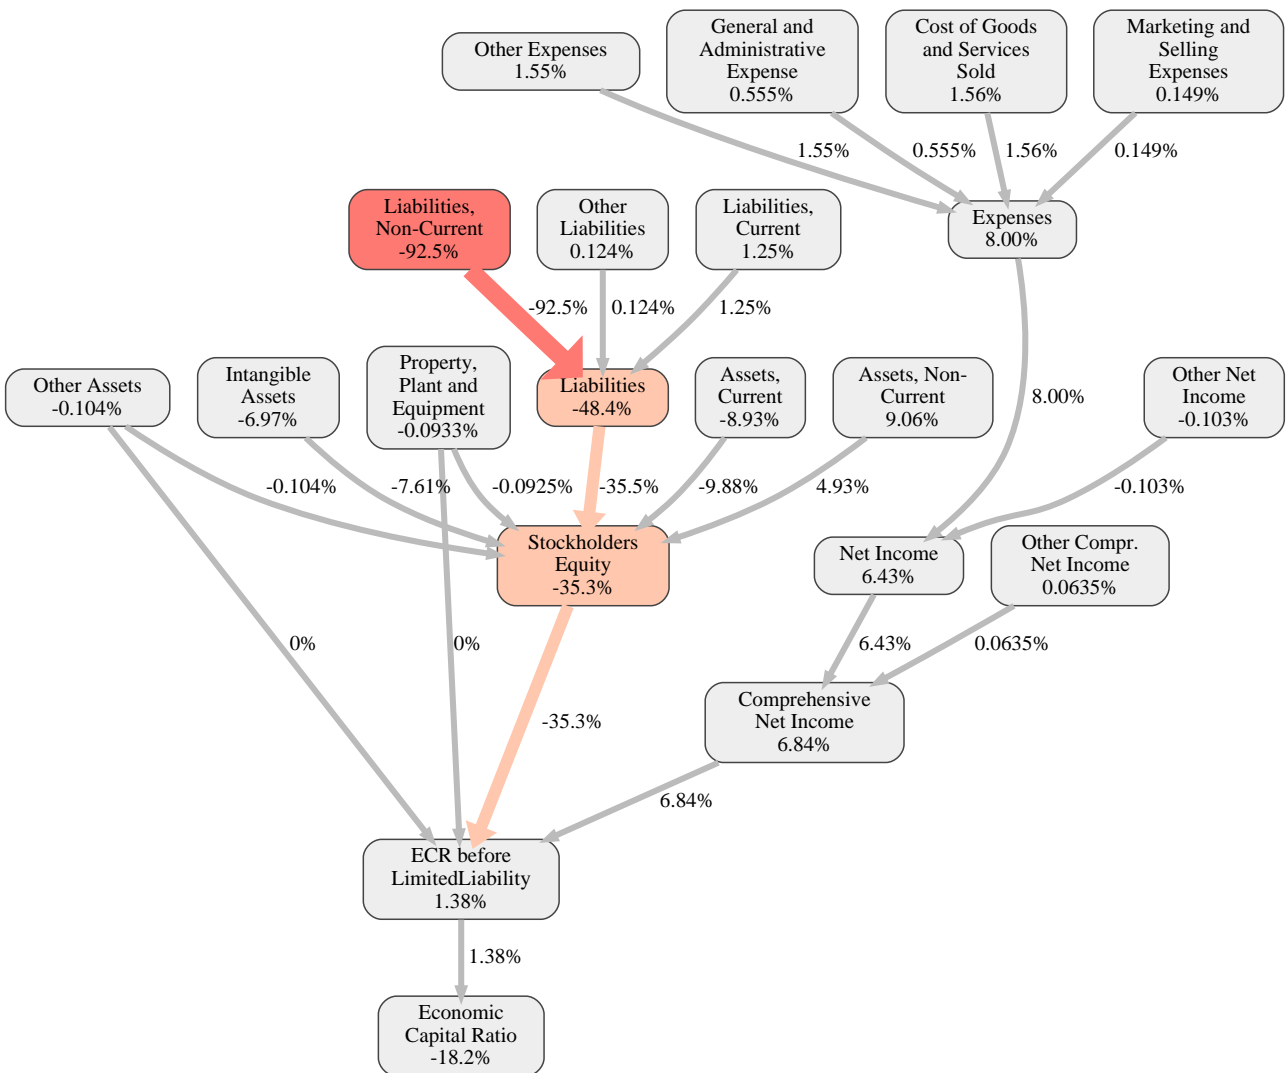 Other Expenses
1.55%
General and
Administrative
Expense
0.555%
Cost of Goods
and Services
Sold
1.56%
Marketing and
Selling
Expenses
0.149%
1.55%
0.555%
1.56%
0.149%
Liabilities,
Non-Current
-92.5%
Other
Liabilities
0.124%
Liabilities,
Current
1.25%
Expenses
8.00%
-92.5%
0.124%
1.25%
8.00%
Other Assets
-0.104%
Intangible
Assets
-6.97%
Property,
Plant and
Equipment
-0.0933%
Liabilities
-48.4%
Assets,
Current
-8.93%
Assets, Non-
Current
9.06%
Other Net
Income
-0.103%
-0.104%
-7.61%
-0.0925%
-35.5%
-9.88%
4.93%
-0.103%
Stockholders
Equity
-35.3%
Net Income
6.43%
Other Compr.
Net Income
0.0635%
0%
0%
-35.3%
6.43%
0.0635%
Comprehensive
Net Income
6.84%
6.84%
ECR before
LimitedLiability
1.38%
1.38%
Economic
Capital Ratio
-18.2%